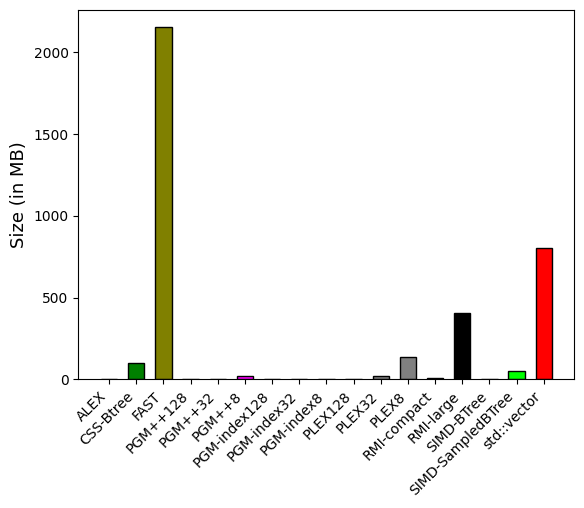 Size (in MB)
2000
1500
1000
500
0
ALEX
CSS-Btree
FAST
PGM++128
PGM++32
PGM++8
PGM-index128
PGM-index32
PGM-index8
PLEX128
PLEX32
PLEX8
RMI-compact
RMI-large
SIMD-BTree
SIMD-SampledBTree
std::vector